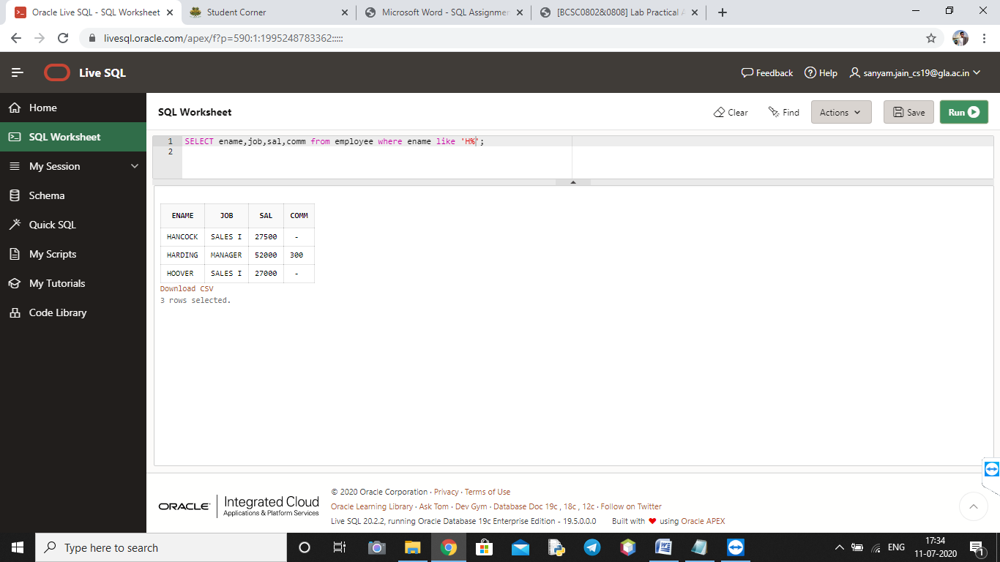 Oracle Live SQL - SQL Worksheet
Student Corner
Microsoft Word - SQL Assignmer
[BCSC0802&0808] Lab Practical A
livesql.oracle.com/apex/f?p=590:1:1995248783362:::::
Live SQL
Feedback
Help
sanyam.jain_cs19@gla.ac.in
Home
SQL Worksheet
My Session
Schema
Quick SQL
My Scripts
My Tutorials
Code Library
SQL Worksheet
Clear
Find
Actions
Save
Run
1 SELECT ename,job,sal,comm from employee where ename like 'H%';
2
ENAME JOB SAL COMM
HANCOCK SALES I 27500 -
HARDING MANAGER 52000 300
HOOVER SALES I 27000 -
Download CSV
3 rows selected.
ORACLE Integrated Cloud
Applications & Platform Services
© 2020 Oracle Corporation · Privacy · Terms of Use
Oracle Learning Library · Ask Tom · Dev Gym · Database Doc 19c , 18c , 12c · Follow on Twitter
Live SQL 20.2.2, running Oracle Database 19c Enterprise Edition - 19.5.0.0.0 Built with ❤ using Oracle APEX
Type here to search
ENG
17:34
11-07-2020
1